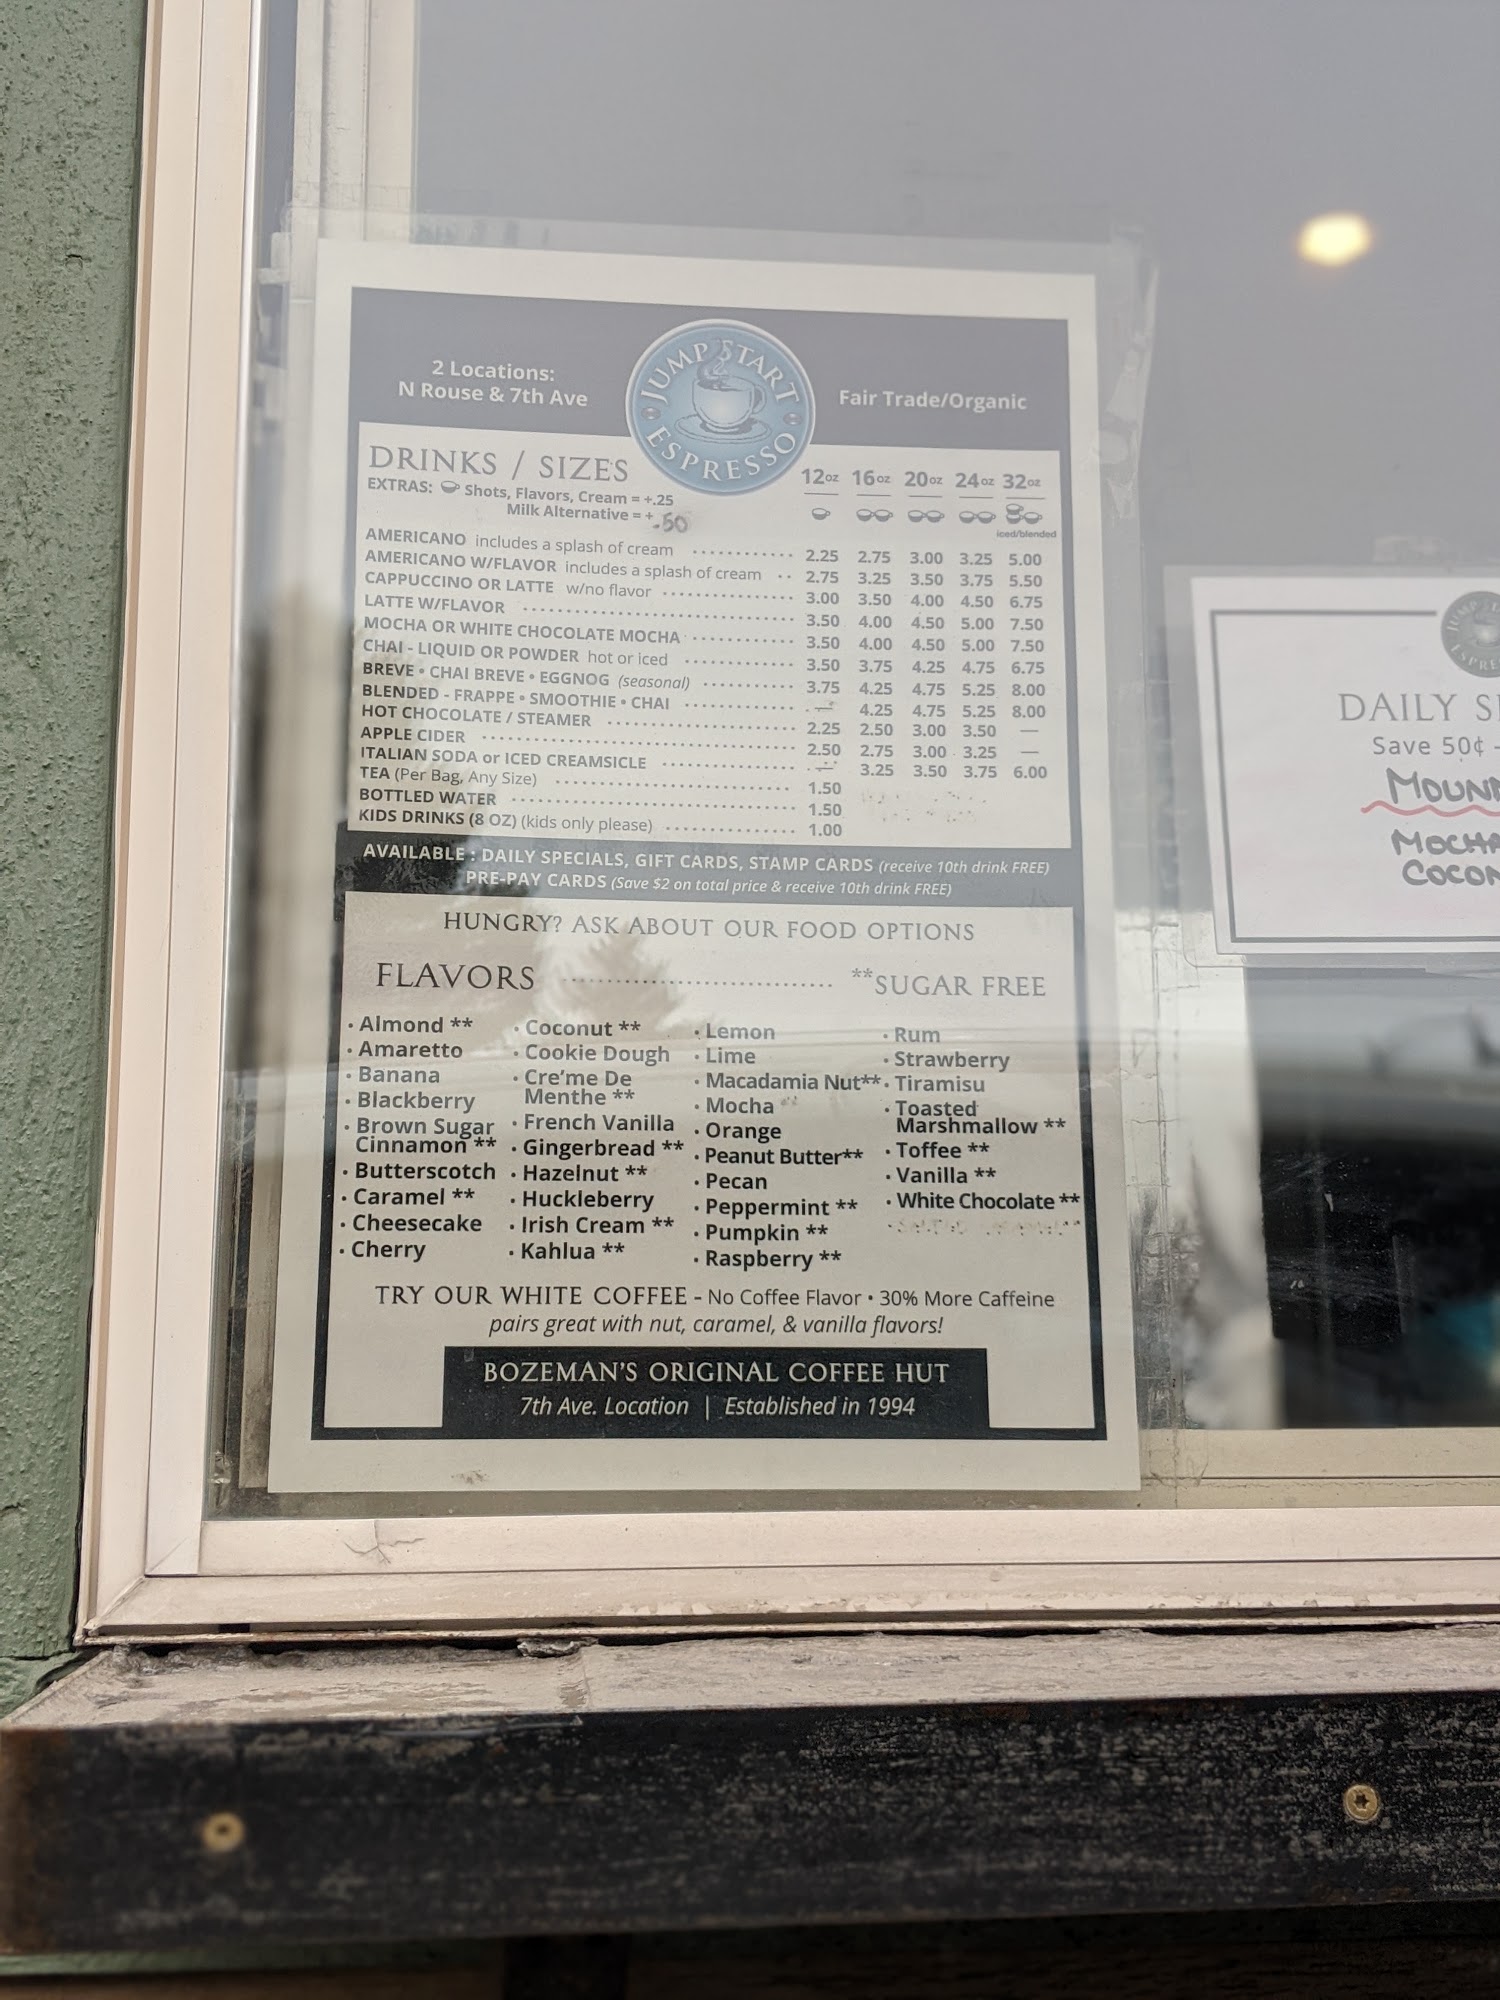 2 Locations:
N Rouse & 7th Ave
JUMP START
ESPRESSO
Fair Trade/Organic
DRINKS / SIZES
EXTRAS: Shots, Flavors, Cream = +.25
Milk Alternative = + .50
12oz 16oz 20oz 24oz 32oz
iced/blended
AMERICANO includes a splash of cream ............ 2.25 2.75 3.00 3.25 5.00
AMERICANO W/FLAVOR includes a splash of cream .. 2.75 3.25 3.50 3.75 5.50
CAPPUCCINO OR LATTE w/no flavor ............... 3.00 3.50 4.00 4.50 6.75
LATTE W/FLAVOR ............................... 3.50 4.00 4.50 5.00 7.50
MOCHA OR WHITE CHOCOLATE MOCHA ............ 3.50 4.00 4.50 5.00 7.50
CHAI - LIQUID OR POWDER hot or iced ............. 3.50 3.75 4.25 4.75 6.75
BREVE • CHAI BREVE • EGGNOG (seasonal) .......... 3.75 4.25 4.75 5.25 8.00
BLENDED - FRAPPE • SMOOTHIE • CHAI ............. — 4.25 4.75 5.25 8.00
HOT CHOCOLATE / STEAMER ..................... 2.25 2.50 3.00 3.50 —
APPLE CIDER .................................... 2.50 2.75 3.00 3.25 —
ITALIAN SODA or ICED CREAMSICLE ............... — 3.25 3.50 3.75 6.00
TEA (Per Bag, Any Size) ........................... 1.50
BOTTLED WATER ................................ 1.50
KIDS DRINKS (8 OZ) (kids only please) ............... 1.00
AVAILABLE : DAILY SPECIALS, GIFT CARDS, STAMP CARDS (receive 10th drink FREE)
PRE-PAY CARDS (Save $2 on total price & receive 10th drink FREE)
HUNGRY? ASK ABOUT OUR FOOD OPTIONS
FLAVORS .............................. **SUGAR FREE
• Almond **
• Amaretto
• Banana
• Blackberry
• Brown Sugar
Cinnamon **
• Butterscotch
• Caramel **
• Cheesecake
• Cherry
• Coconut **
• Cookie Dough
• Cre'me De
Menthe **
• French Vanilla
• Gingerbread **
• Hazelnut **
• Huckleberry
• Irish Cream **
• Kahlua **
• Lemon
• Lime
• Macadamia Nut**
• Mocha
• Orange
• Peanut Butter**
• Pecan
• Peppermint **
• Pumpkin **
• Raspberry **
• Rum
• Strawberry
• Tiramisu
• Toasted
Marshmallow **
• Toffee **
• Vanilla **
• White Chocolate **
TRY OUR WHITE COFFEE - No Coffee Flavor • 30% More Caffeine
pairs great with nut, caramel, & vanilla flavors!
BOZEMAN'S ORIGINAL COFFEE HUT
7th Ave. Location | Established in 1994
DAILY
Save 50¢ -